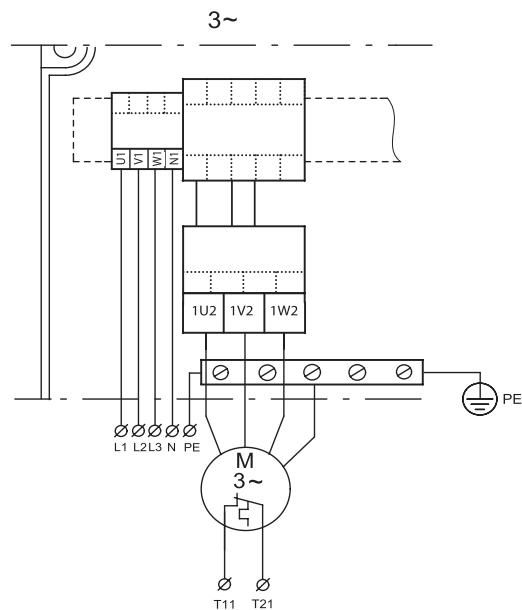 3~
U1 V1 W1 N1
1U2 1V2 1W2
PE
L1 L2 L3 N PE
M
3~
T11 T21